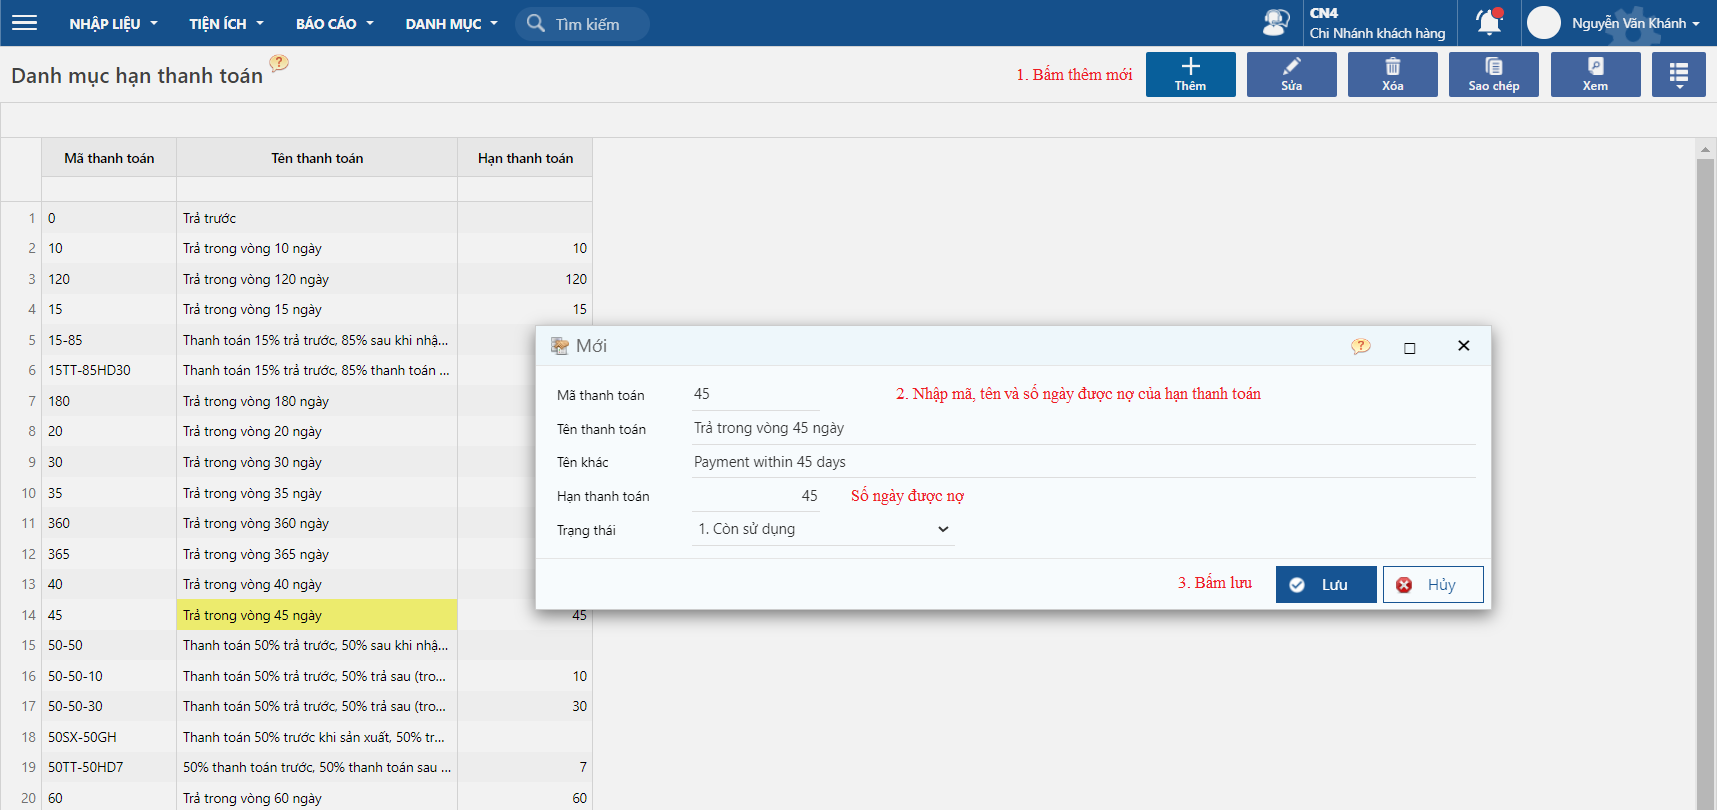 NHẬP LIỆU TIỆN ÍCH BÁO CÁO DANH MỤC Tìm kiếm CN4 Chi Nhánh khách hàng Nguyễn Văn Khánh
Danh mục hạn thanh toán ? 1. Bấm thêm mới Thêm Sửa Xóa Sao chép Xem
Mã thanh toán Tên thanh toán Hạn thanh toán
1 0 Trả trước
2 10 Trả trong vòng 10 ngày 10
3 120 Trả trong vòng 120 ngày 120
4 15 Trả trong vòng 15 ngày 15
5 15-85 Thanh toán 15% trả trước, 85% sau khi nhậ...
6 15TT-85HD30 Thanh toán 15% trả trước, 85% thanh toán ...
7 180 Trả trong vòng 180 ngày
8 20 Trả trong vòng 20 ngày
9 30 Trả trong vòng 30 ngày
10 35 Trả trong vòng 35 ngày
11 360 Trả trong vòng 360 ngày
12 365 Trả trong vòng 365 ngày
13 40 Trả trong vòng 40 ngày
14 45 Trả trong vòng 45 ngày 45
15 50-50 Thanh toán 50% trả trước, 50% sau khi nhậ...
16 50-50-10 Thanh toán 50% trả trước, 50% trả sau (tro... 10
17 50-50-30 Thanh toán 50% trả trước, 50% trả sau (tro... 30
18 50SX-50GH Thanh toán 50% trước khi sản xuất, 50% tr...
19 50TT-50HD7 50% thanh toán trước, 50% thanh toán sau ... 7
20 60 Trả trong vòng 60 ngày 60
Mới ?
Mã thanh toán 45 2. Nhập mã, tên và số ngày được nợ của hạn thanh toán
Tên thanh toán Trả trong vòng 45 ngày
Tên khác Payment within 45 days
Hạn thanh toán 45 Số ngày được nợ
Trạng thái 1. Còn sử dụng
3. Bấm lưu Lưu Hủy